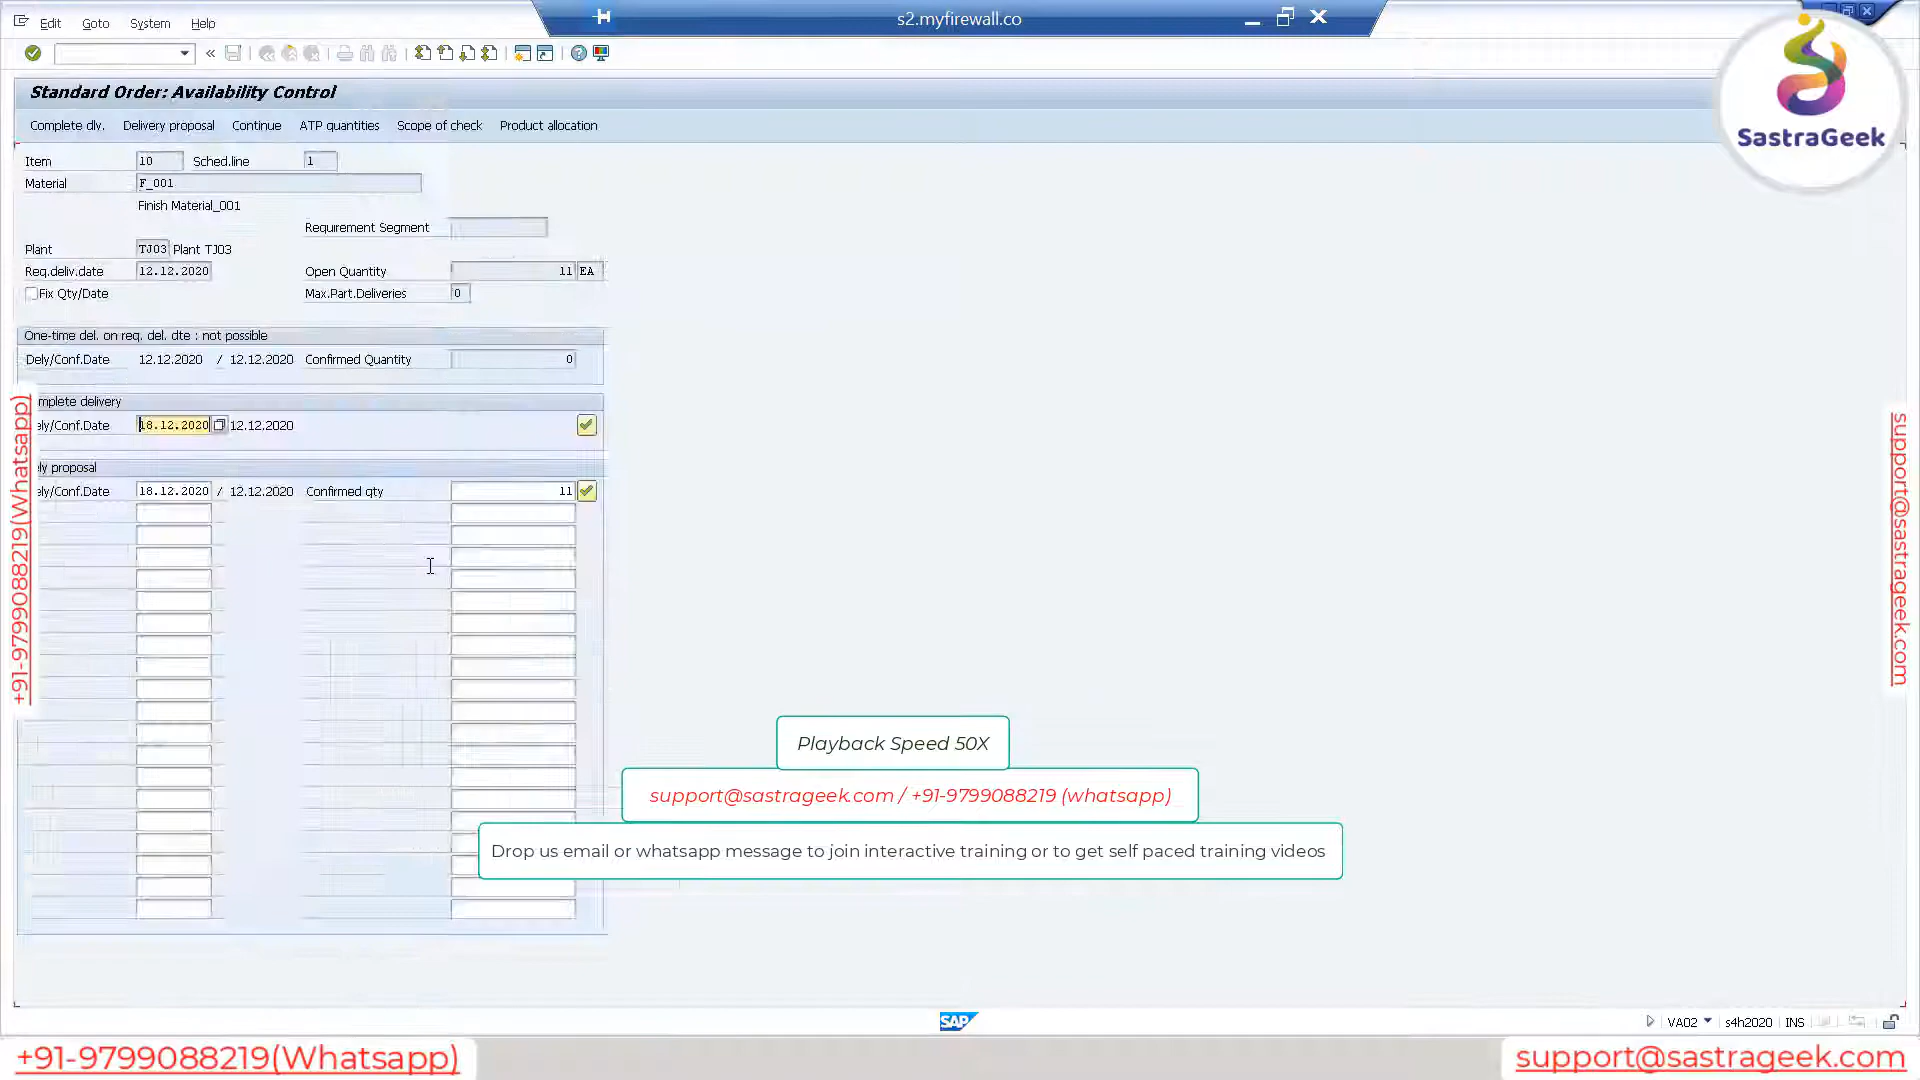 Edit Goto System Help
s2.myfirewall.co
SastraGeek
Standard Order: Availability Control
Complete dlv. Delivery proposal Continue ATP quantities Scope of check Product allocation
Item 10 Sched.line 1
Material F_001
Finish Material_001
Requirement Segment
Plant TJ03 Plant TJ03
Req.deliv.date 12.12.2020 Open Quantity 11 EA
Fix Qty/Date Max.Part.Deliveries 0
One-time del. on req. del. dte : not possible
Dely/Conf.Date 12.12.2020 / 12.12.2020 Confirmed Quantity 0
mplete delivery
ely/Conf.Date 18.12.2020 12.12.2020
ly proposal
ely/Conf.Date 18.12.2020 / 12.12.2020 Confirmed qty 11
+91-9799088219(Whatsapp)
support@sastrageek.com
Playback Speed 50X
support@sastrageek.com / +91-9799088219 (whatsapp)
Drop us email or whatsapp message to join interactive training or to get self paced training videos
SAP
VA02 s4h2020 INS
+91-9799088219(Whatsapp)
support@sastrageek.com